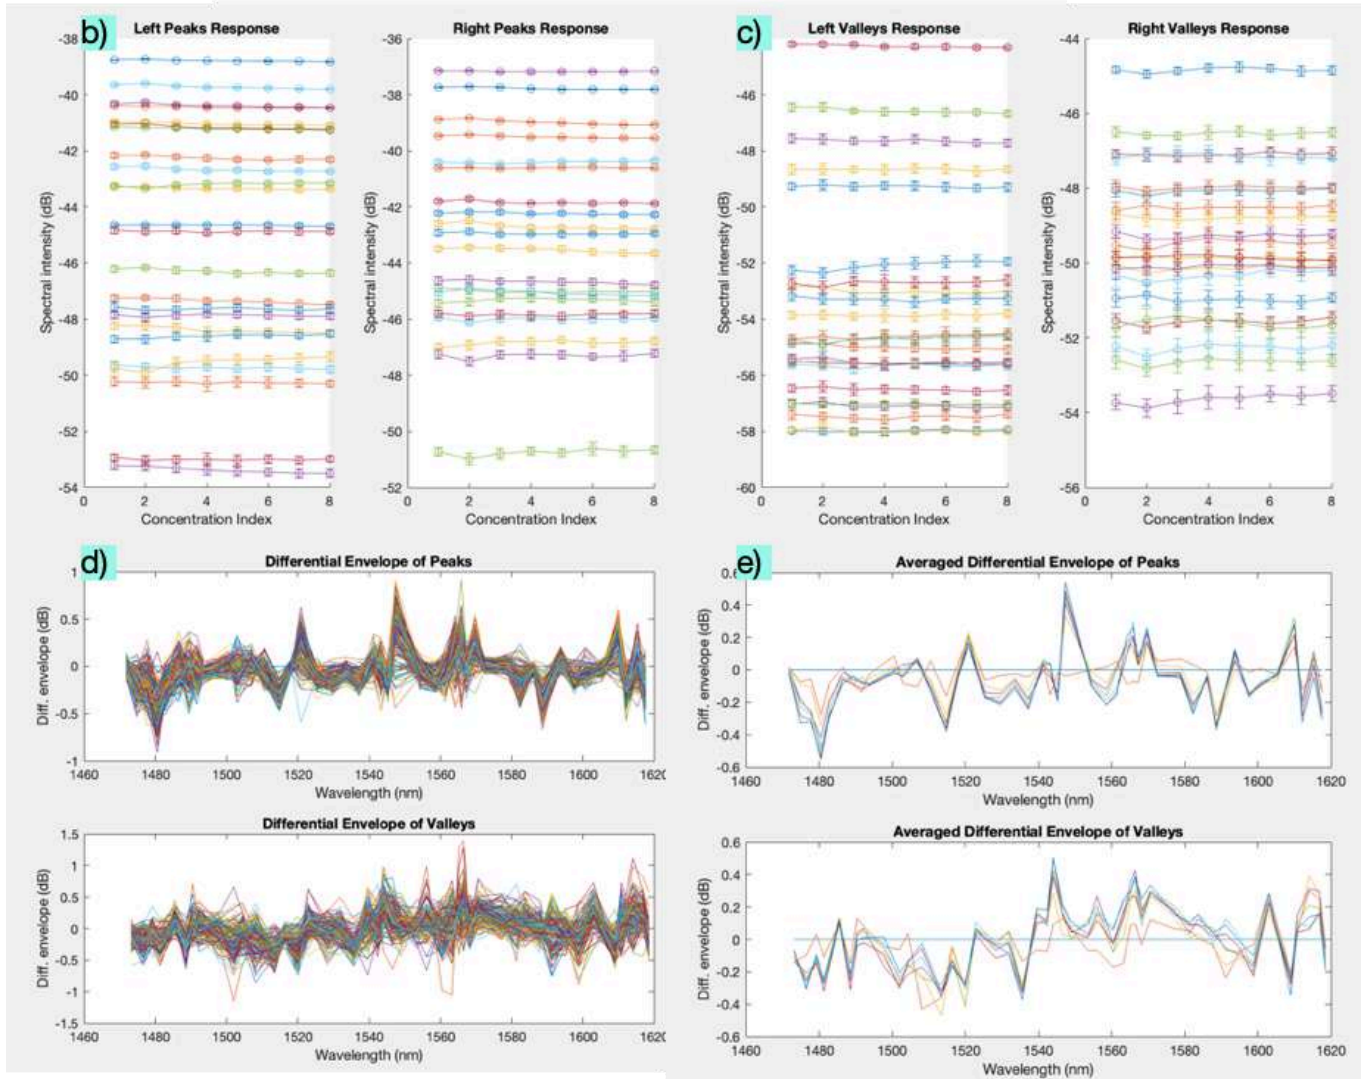 b)
Left Peaks Response
-38
-40
-42
-44
-46
-48
-50
-52
-54
Spectral intensity (dB)
0 2 4 6 8
Concentration Index
Right Peaks Response
-36
-38
-40
-42
-44
-46
-48
-50
-52
Spectral intensity (dB)
0 2 4 6 8
Concentration Index
c)
Left Valleys Response
-46
-50
-52
-54
-56
-58
-60
Spectral intensity (dB)
0 2 4 6 8
Concentration Index
Right Valleys Response
-44
-46
-48
-50
-52
-54
-56
Spectral intensity (dB)
0 2 4 6 8
Concentration Index
d)
Differential Envelope of Peaks
1
0.5
0
-0.5
-1
Diff. envelope (dB)
1460 1480 1500 1520 1540 1560 1580 1600 1620
Wavelength (nm)
Differential Envelope of Valleys
1.5
1
0.5
0
-0.5
-1
-1.5
Diff. envelope (dB)
1460 1480 1500 1520 1540 1560 1580 1600 1620
Wavelength (nm)
e)
Averaged Differential Envelope of Peaks
0.6
0.4
0.2
0
-0.2
-0.4
-0.6
Diff. envelope (dB)
1460 1480 1500 1520 1540 1560 1580 1600 1620
Wavelength (nm)
Averaged Differential Envelope of Valleys
0.6
0.4
0.2
0
-0.2
-0.4
-0.6
Diff. envelope (dB)
1460 1480 1500 1520 1540 1560 1580 1600 1620
Wavelength (nm)